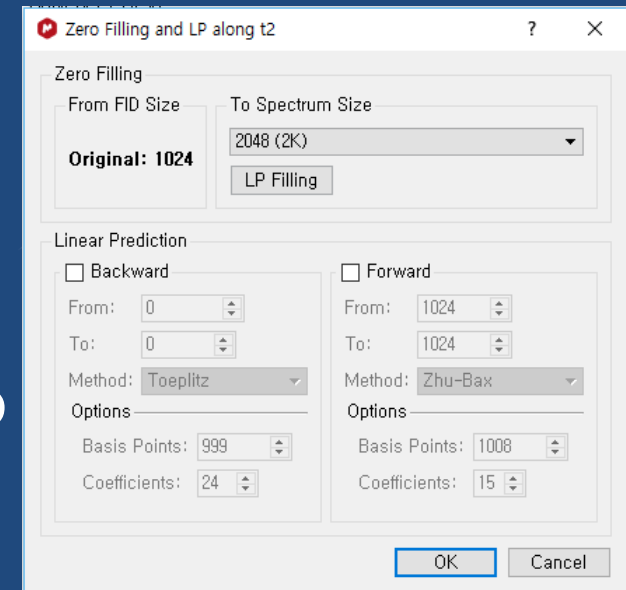 Zero Filling and LP along t2
?
Zero Filling
From FID Size
Original: 1024
To Spectrum Size
2048 (2K)
LP Filling
Linear Prediction
Backward
From: 0
To: 0
Method: Toeplitz
Options
Basis Points: 999
Coefficients: 24
Forward
From: 1024
To: 1024
Method: Zhu-Bax
Options
Basis Points: 1008
Coefficients: 15
OK
Cancel